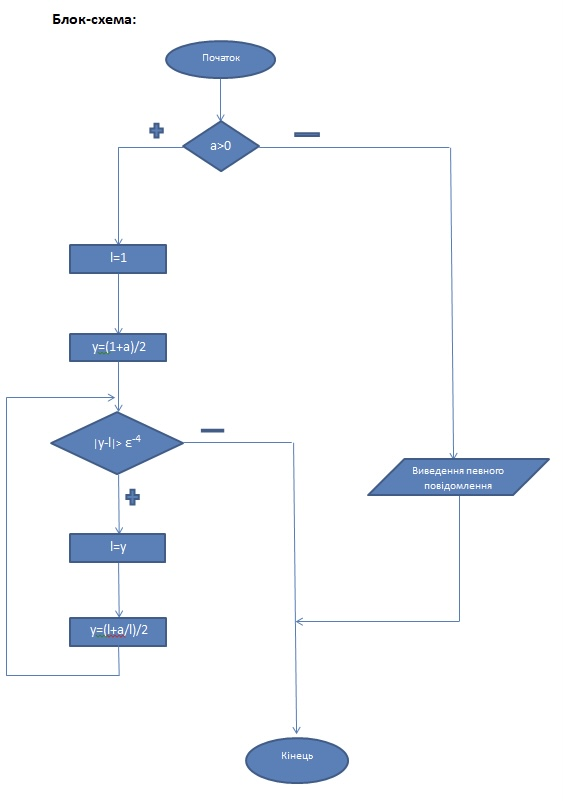 Блок-схема:
Початок
a>0
l=1
y=(1+a)/2
|y-l|> ε⁻⁴
l=y
y=(l+a/l)/2
Виведення певного
повідомлення
Кінець